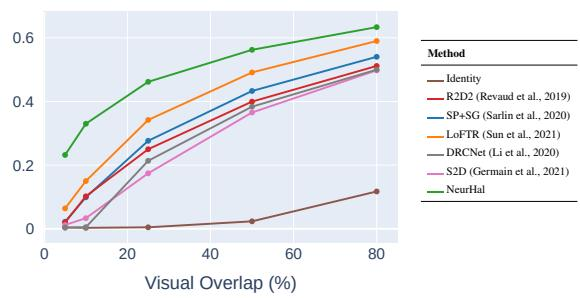 0.6
0.4
0.2
0
0 20 40 60 80
Visual Overlap (%)
Method
Identity
R2D2 (Revaud et al., 2019)
SP+SG (Sarlin et al., 2020)
LoFTR (Sun et al., 2021)
DRCNet (Li et al., 2020)
S2D (Germain et al., 2021)
NeurHal